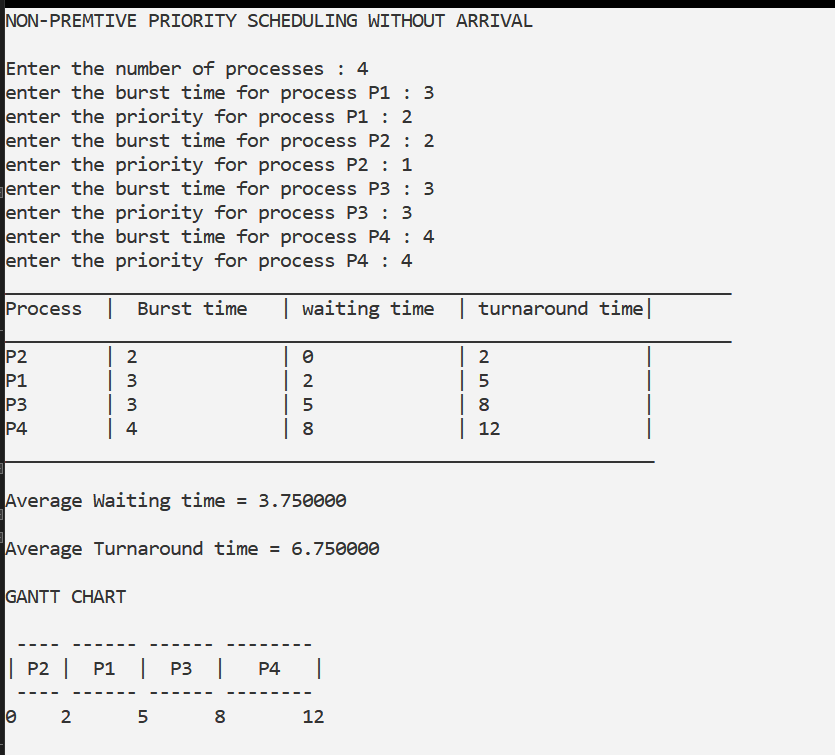 NON-PREMTIVE PRIORITY SCHEDULING WITHOUT ARRIVAL
Enter the number of processes : 4
enter the burst time for process P1 : 3
enter the priority for process P1 : 2
enter the burst time for process P2 : 2
enter the priority for process P2 : 1
enter the burst time for process P3 : 3
enter the priority for process P3 : 3
enter the burst time for process P4 : 4
enter the priority for process P4 : 4
Process  |  Burst time   | waiting time  | turnaround time|
P2       | 2             | 0             | 2              |
P1       | 3             | 2             | 5              |
P3       | 3             | 5             | 8              |
P4       | 4             | 8             | 12             |
Average Waiting time = 3.750000
Average Turnaround time = 6.750000
GANTT CHART
 ---- ------ ------ --------
| P2 |  P1  |  P3  |   P4   |
 ---- ------ ------ --------
0    2      5      8       12